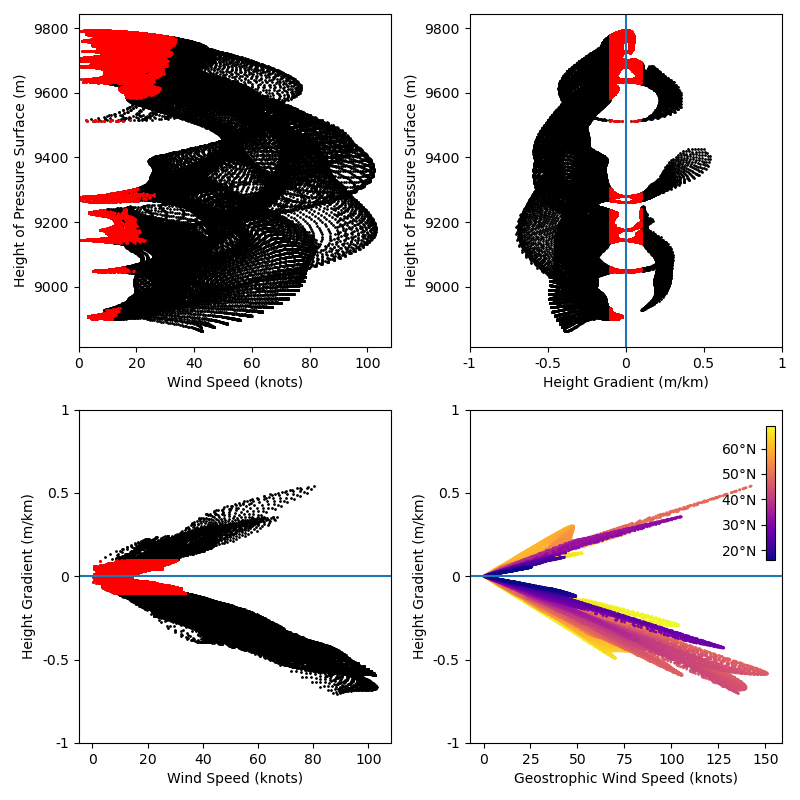 Height of Pressure Surface (m)
9800
9600
9400
9200
9000
0 20 40 60 80 100
Wind Speed (knots)
Height of Pressure Surface (m)
9800
9600
9400
9200
9000
-1 -0.5 0 0.5 1
Height Gradient (m/km)
Height Gradient (m/km)
1
0.5
0
-0.5
-1
0 20 40 60 80 100
Wind Speed (knots)
Height Gradient (m/km)
1
0.5
0
-0.5
-1
60°N
50°N
40°N
30°N
20°N
0 25 50 75 100 125 150
Geostrophic Wind Speed (knots)